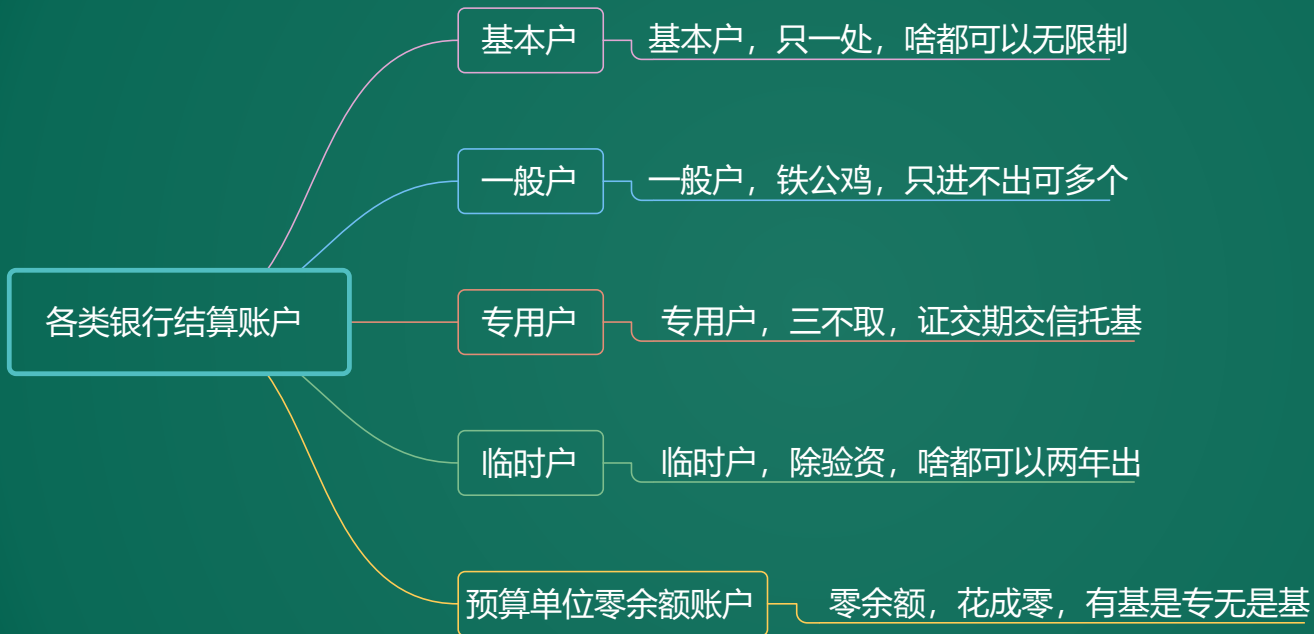 基本户
基本户，只一处，啥都可以无限制
一般户
一般户，铁公鸡，只进不出可多个
各类银行结算账户
专用户
专用户，三不取，证交期交信托基
临时户
临时户，除验资，啥都可以两年出
预算单位零余额账户
零余额，花成零，有基是专无是基